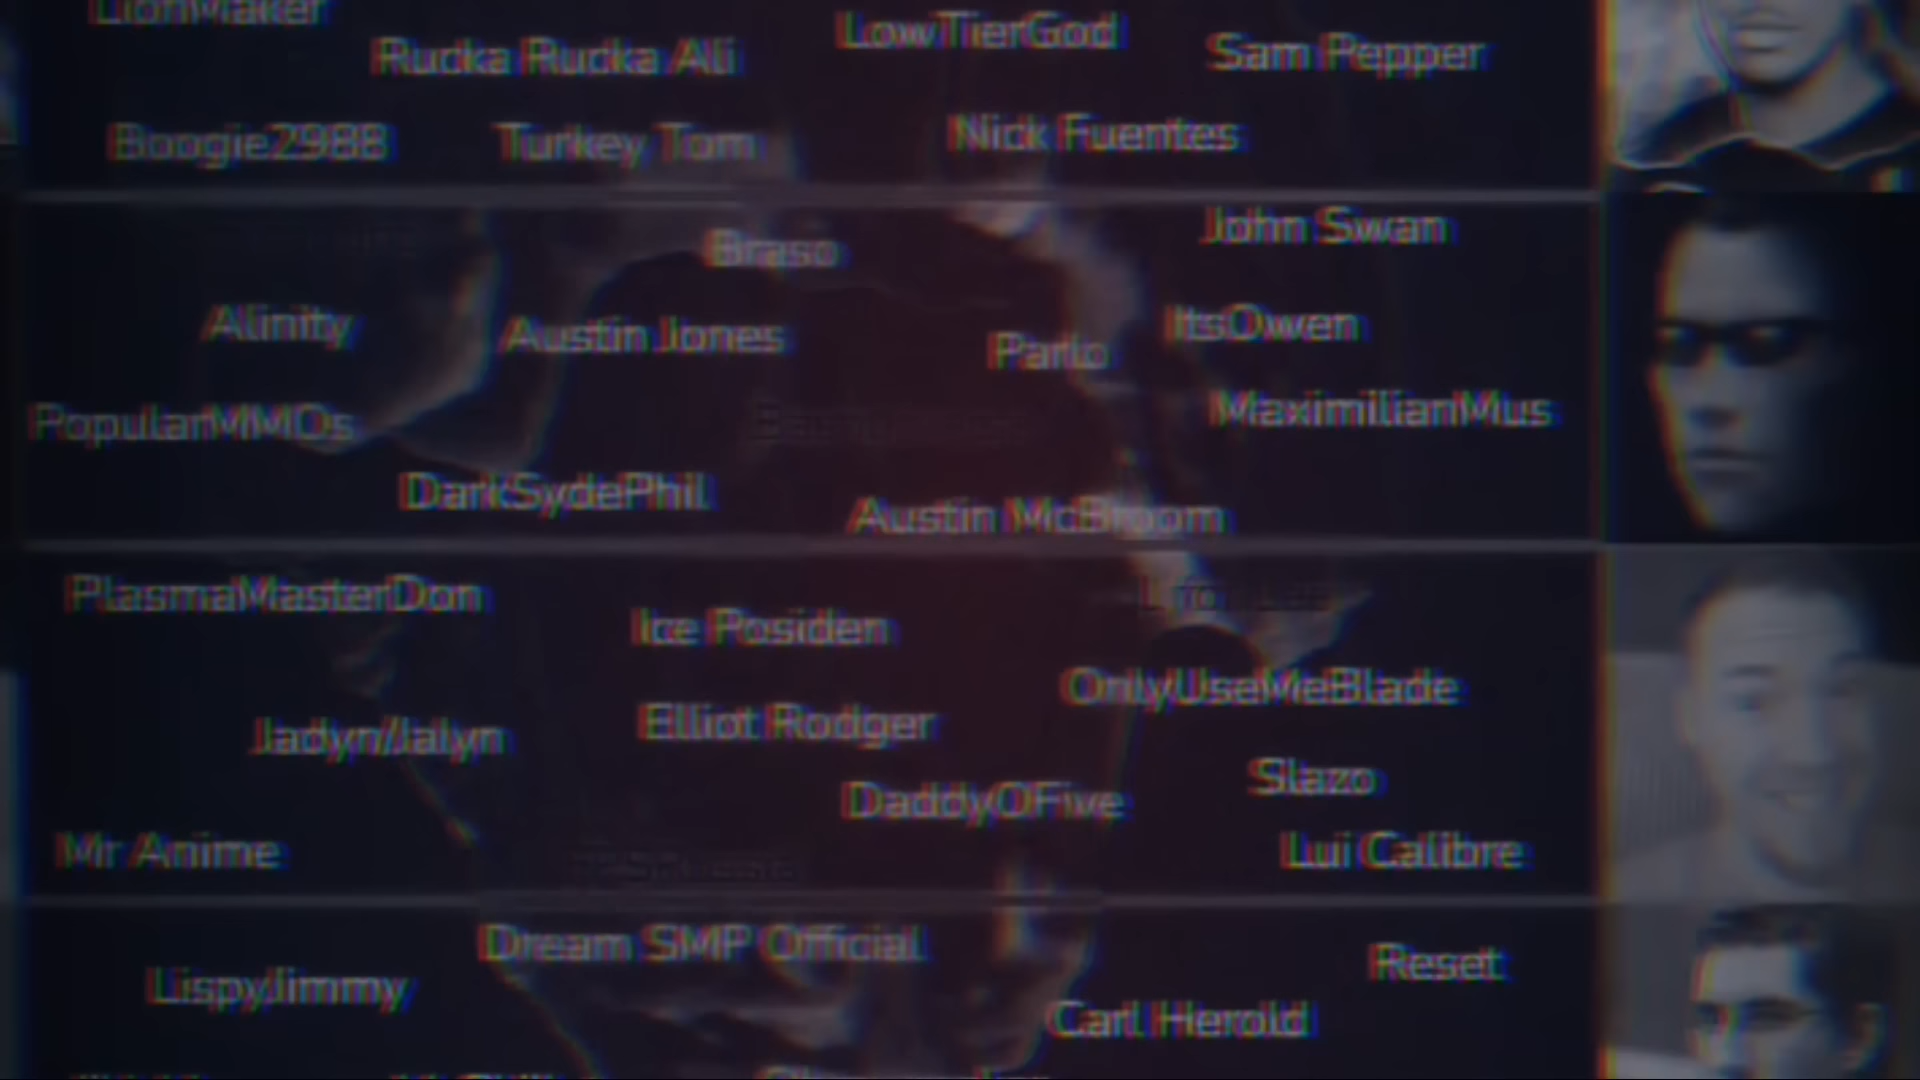 LionMaker
LowTierGod
Rucka Rucka Ali
Sam Pepper
Nick Fuentes
Boogie2988
Turkey Tom
John Swan
Braso
Alinity
Austin Jones
ItsOwen
Parlo
MaximilianMus
PopularMMOs
DarkSydePhil
Austin McBroom
PlasmaMasterDon
Ice Posiden
OnlyUseMeBlade
Elliot Rodger
Jadyn/Jalyn
Slazo
DaddyOFive
Mr Anime
Lui Calibre
Dream SMP Official
Reset
LispyJimmy
Carl Herold